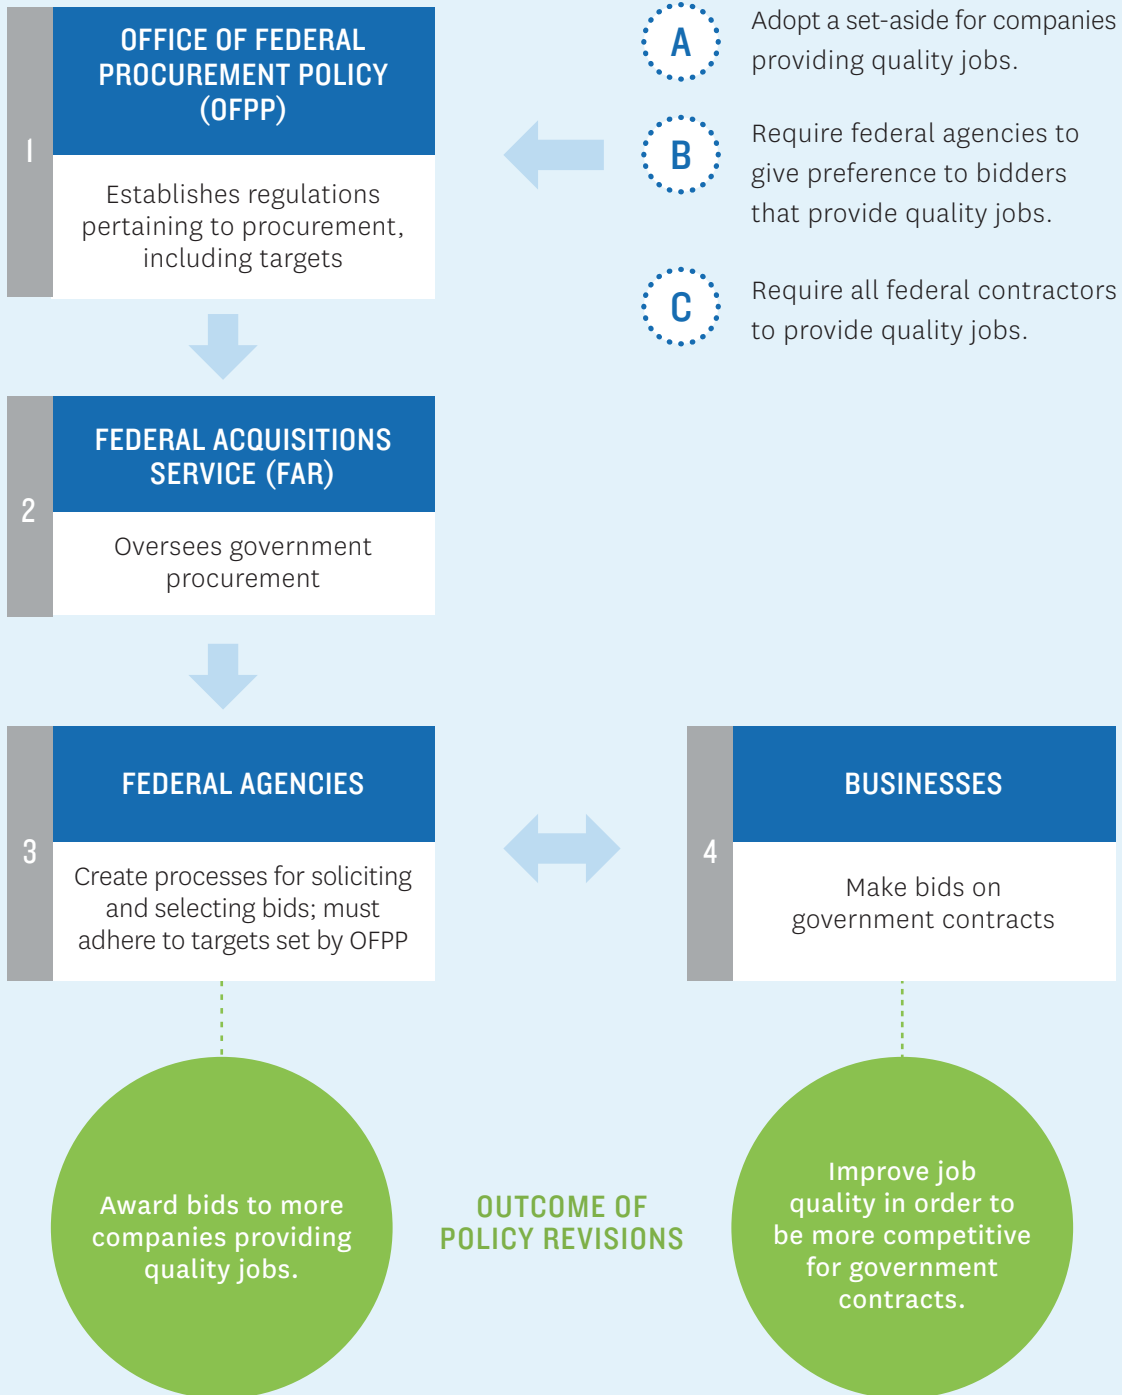 1
OFFICE OF FEDERAL
PROCUREMENT POLICY
(OFPP)
Establishes regulations
pertaining to procurement,
including targets
A
Adopt a set-aside for companies
providing quality jobs.
B
Require federal agencies to
give preference to bidders
that provide quality jobs.
C
Require all federal contractors
to provide quality jobs.
2
FEDERAL ACQUISITIONS
SERVICE (FAR)
Oversees government
procurement
3
FEDERAL AGENCIES
Create processes for soliciting
and selecting bids; must
adhere to targets set by OFPP
4
BUSINESSES
Make bids on
government contracts
Award bids to more
companies providing
quality jobs.
OUTCOME OF
POLICY REVISIONS
Improve job
quality in order to
be more competitive
for government
contracts.